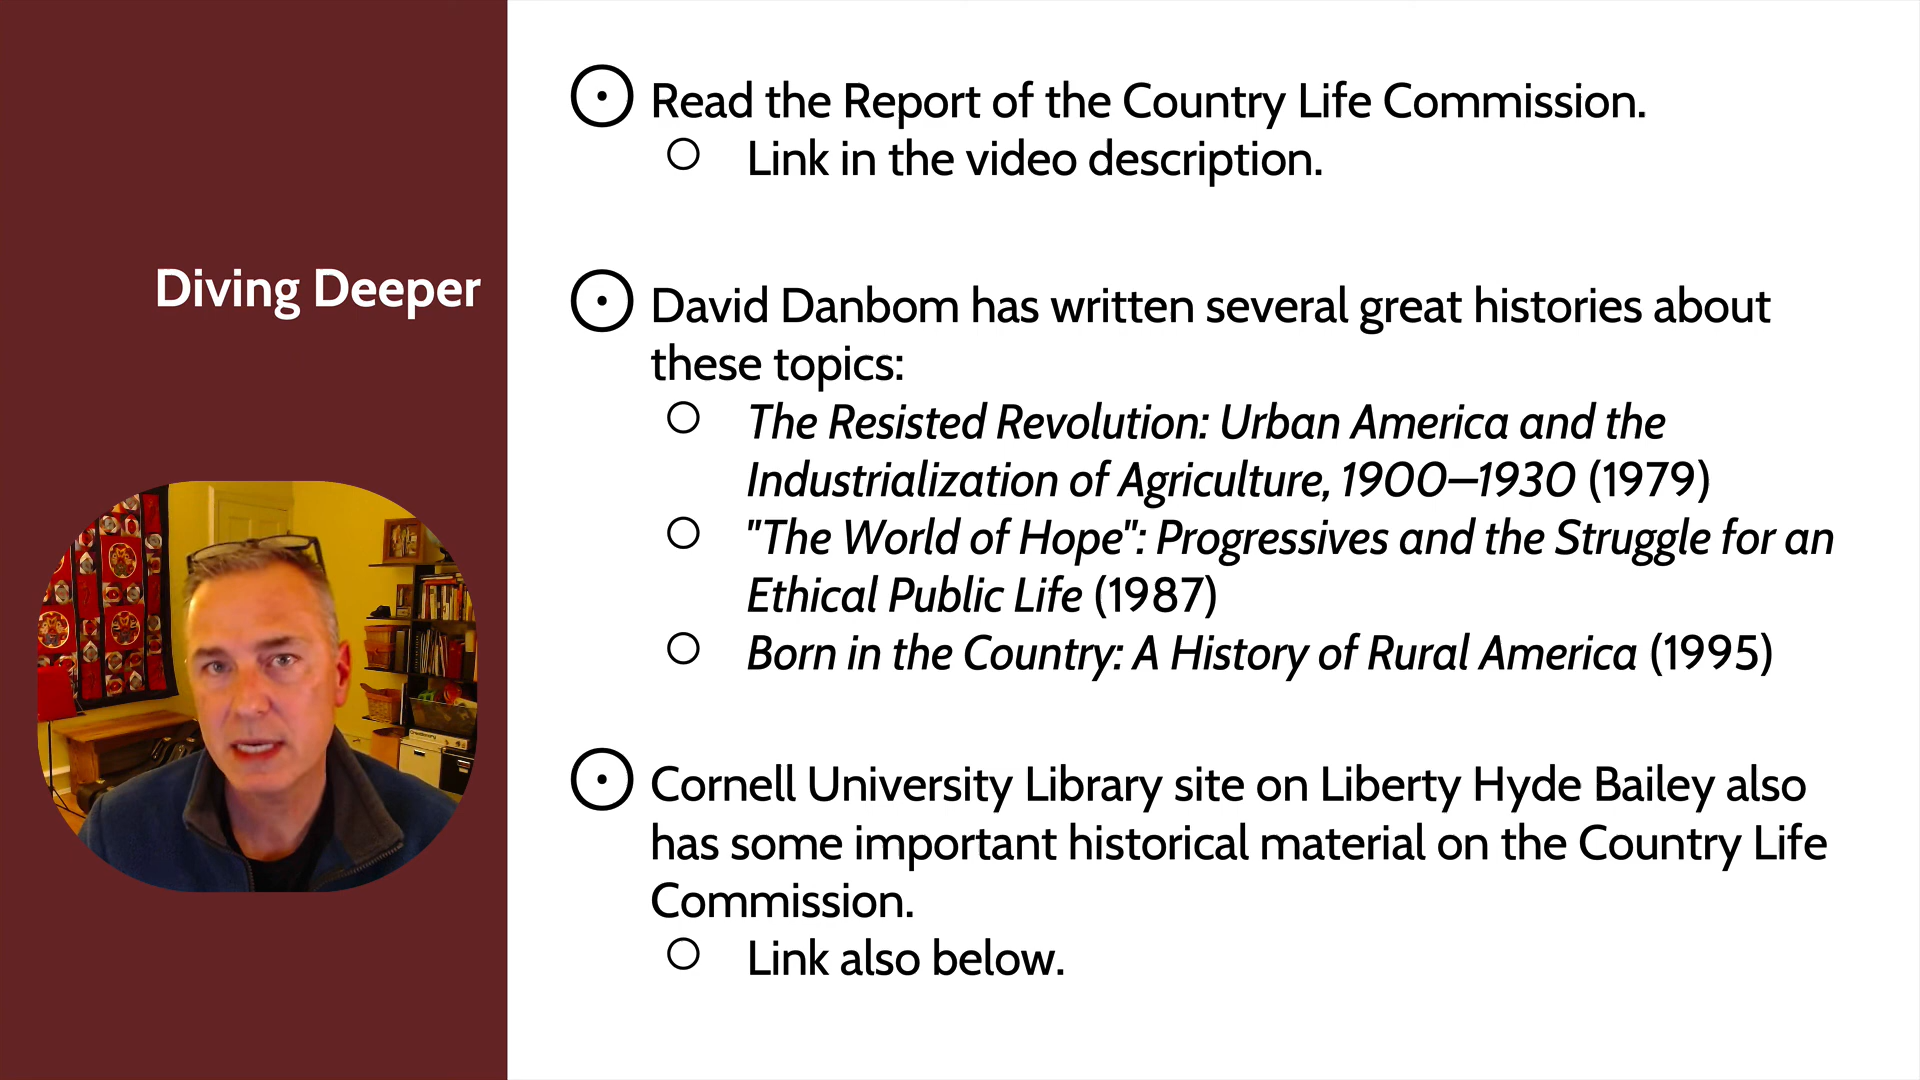 Diving Deeper
Read the Report of the Country Life Commission.
Link in the video description.
David Danbom has written several great histories about
these topics:
The Resisted Revolution: Urban America and the
Industrialization of Agriculture, 1900—1930 (1979)
"The World of Hope": Progressives and the Struggle for an
Ethical Public Life (1987)
Born in the Country: A History of Rural America (1995)
Cornell University Library site on Liberty Hyde Bailey also
has some important historical material on the Country Life
Commission.
Link also below.